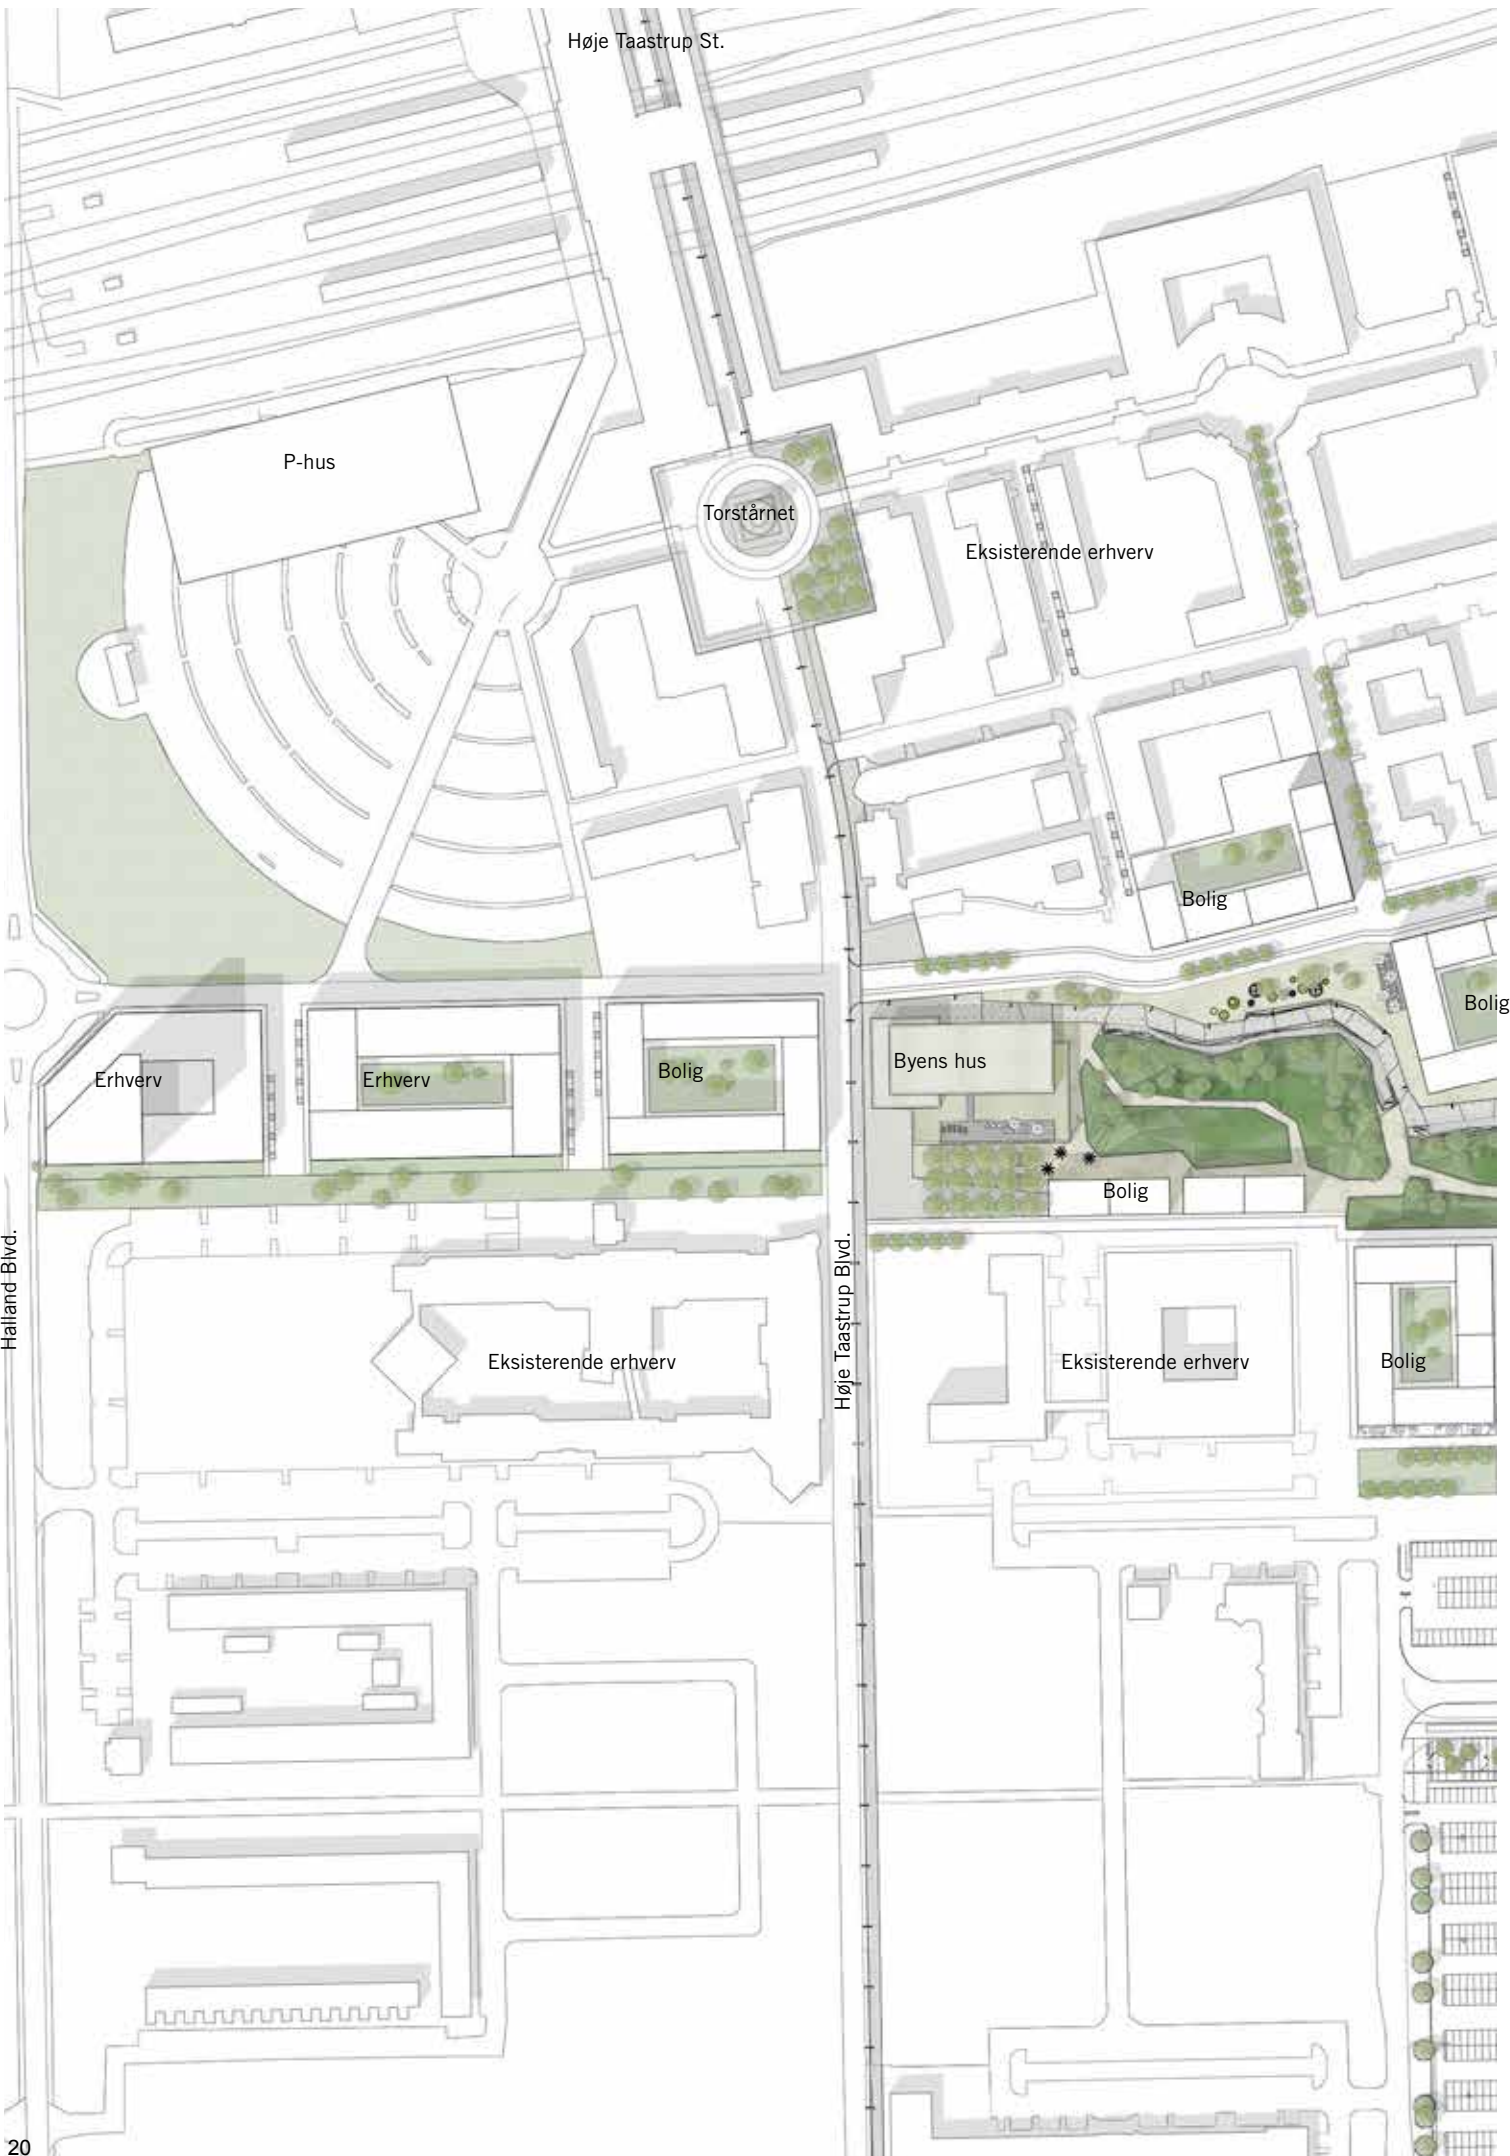 Høje Taastrup St.
P-hus
Torstårnet
Eksisterende erhverv
Bolig
Bolig
Erhverv
Erhverv
Bolig
Byens hus
Bolig
Halland Blvd.
Høje Taastrup Blvd.
Eksisterende erhverv
Eksisterende erhverv
Bolig
20